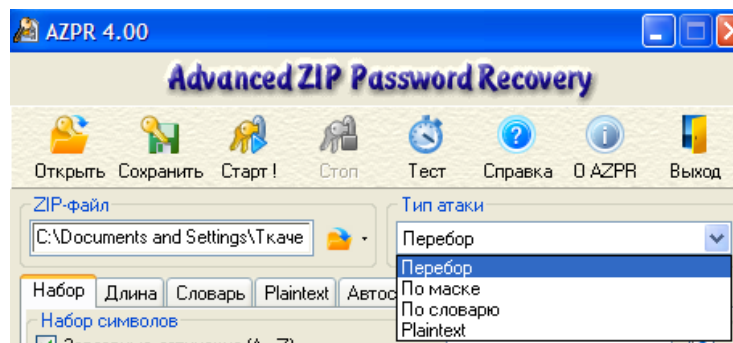 AZPR 4.00
Advanced ZIP Password Recovery
Открыть Сохранить Старт! Стоп Тест Справка О AZPR Выход
ZIP-файл
C:\Documents and Settings\Ткаче
Тип атаки
Перебор
Перебор
По маске
По словарю
Plaintext
Набор Длина Словарь Plaintext Автос
Набор символов